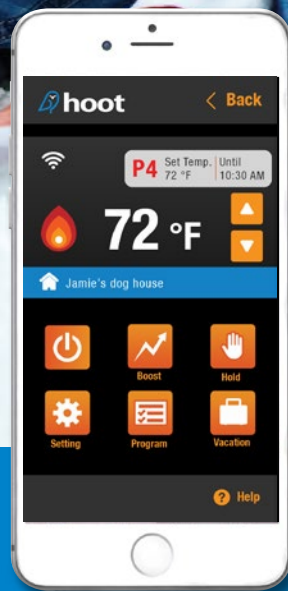 hoot
< Back
P4 Set Temp. Until
72 °F 10:30 AM
72 °F
Jamie's dog house
Boost Hold
Setting Program Vacation
? Help